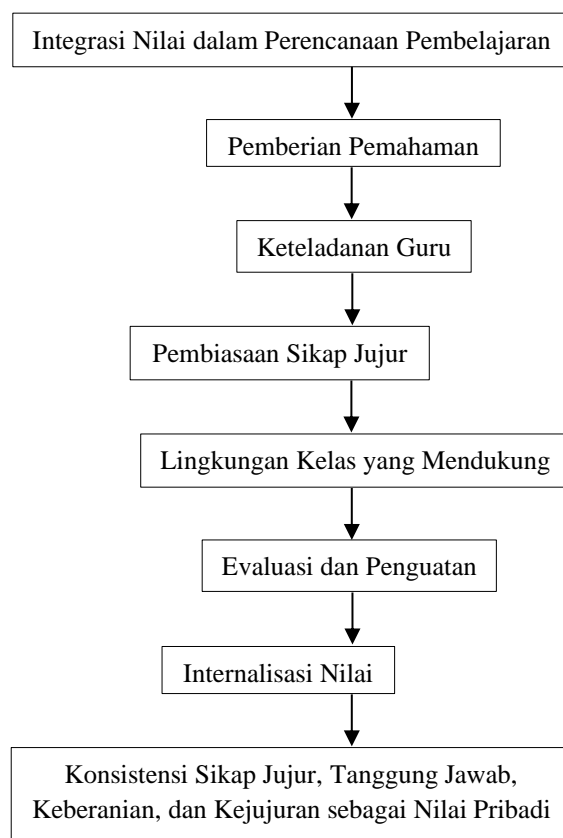 Integrasi Nilai dalam Perencanaan Pembelajaran
Pemberian Pemahaman
Keteladanan Guru
Pembiasaan Sikap Jujur
Lingkungan Kelas yang Mendukung
Evaluasi dan Penguatan
Internalisasi Nilai
Konsistensi Sikap Jujur, Tanggung Jawab,
Keberanian, dan Kejujuran sebagai Nilai Pribadi